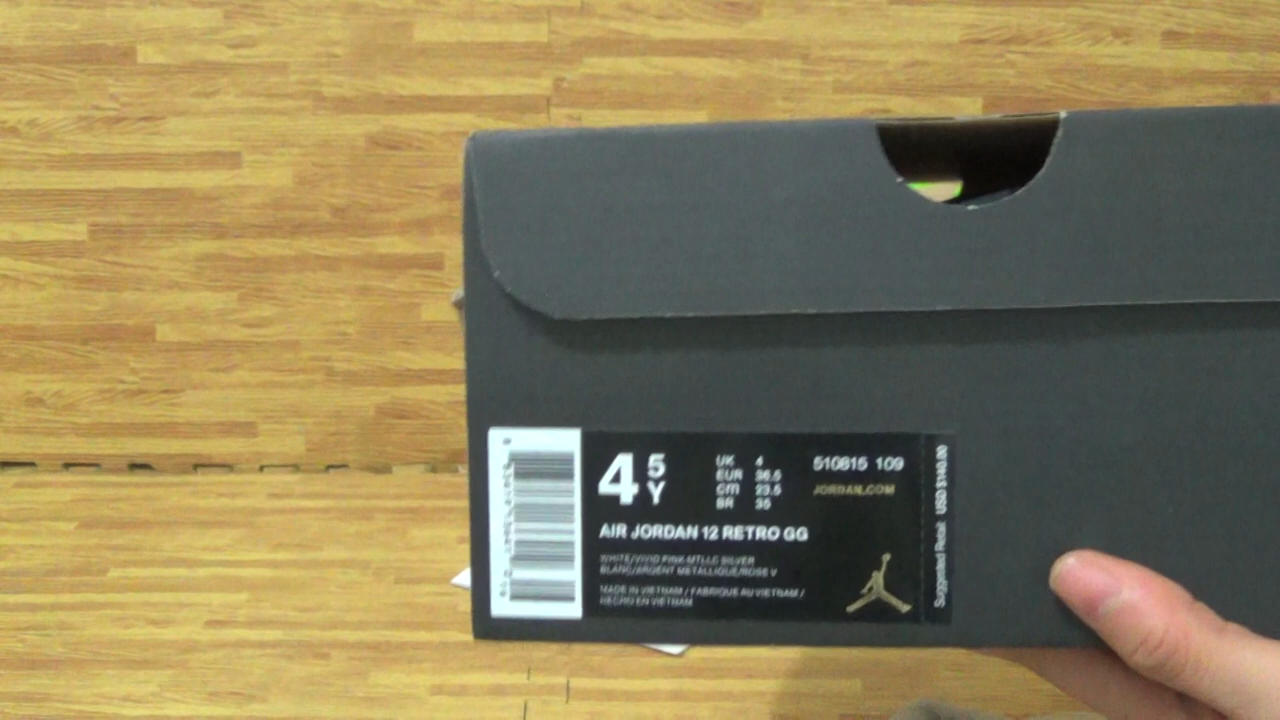 4 5
Y
UK 4
EUR 36.5
cm 23.5
BR 35
510815 109
JORDAN.COM
AIR JORDAN 12 RETRO GG
WHITE/VIVID PINK-MTLLC SILVER
BLANC/ARGENT METALLIQUE/ROSE V
MADE IN VIETNAM / FABRIQUE AU VIETNAM /
HECHO EN VIETNAM
Suggested Retail: USD $140.00